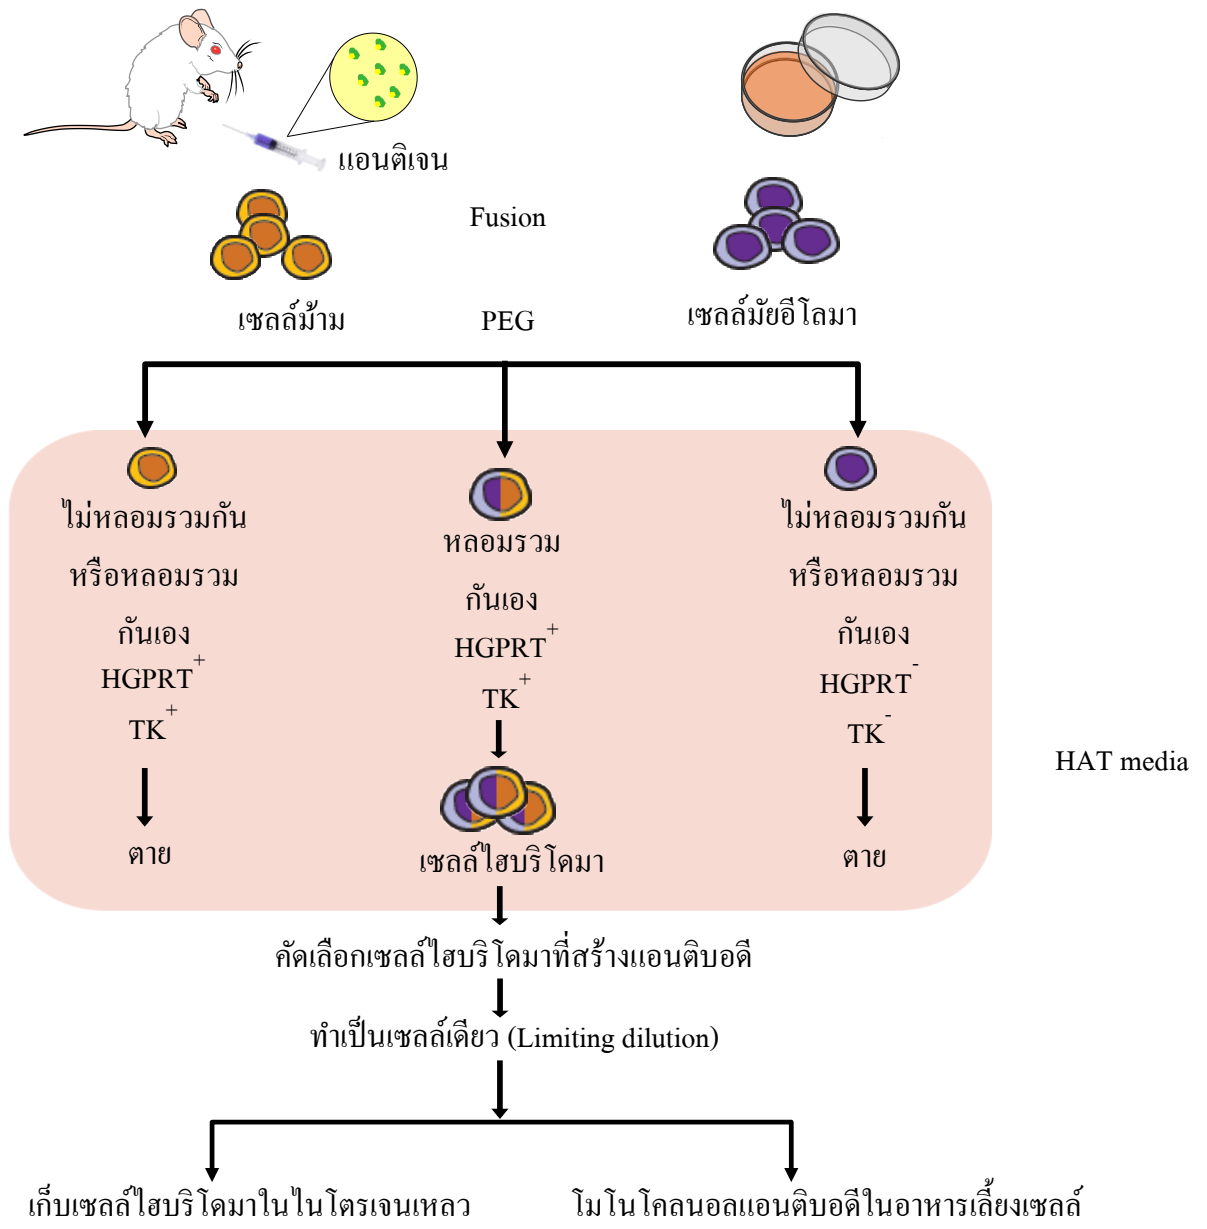 แอนติเจน
Fusion
เซลล์ม้าม
PEG
เซลล์มัยอีโลมา
ไม่หลอมรวมกัน
หรือหลอมรวม
กันเอง
HGPRT⁺
TK⁺
ตาย
หลอมรวม
กันเอง
HGPRT⁺
TK⁺
เซลล์ไฮบริโดมา
ไม่หลอมรวมกัน
หรือหลอมรวม
กันเอง
HGPRT⁻
TK⁻
ตาย
HAT media
คัดเลือกเซลล์ไฮบริโดมาที่สร้างแอนติบอดี
ทำเป็นเซลล์เดียว (Limiting dilution)
เก็บเซลล์ไฮบริโดมาในไนโตรเจนเหลว
โมโนโคลนอลแอนติบอดีในอาหารเลี้ยงเซลล์